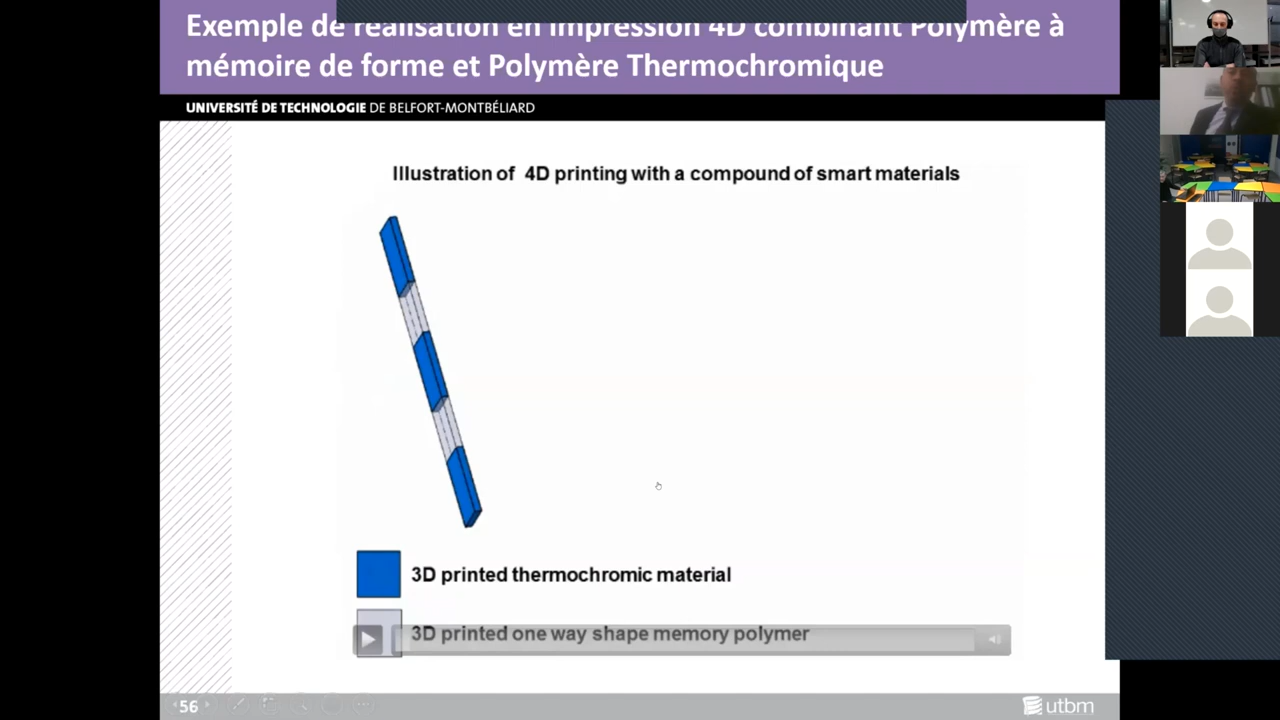 Exemple de réalisation en impression 4D combinant Polymère à
mémoire de forme et Polymère Thermochromique
UNIVERSITÉ DE TECHNOLOGIE DE BELFORT-MONTBÉLIARD
Illustration of 4D printing with a compound of smart materials
3D printed thermochromic material
3D printed one way shape memory polymer
56
utbm